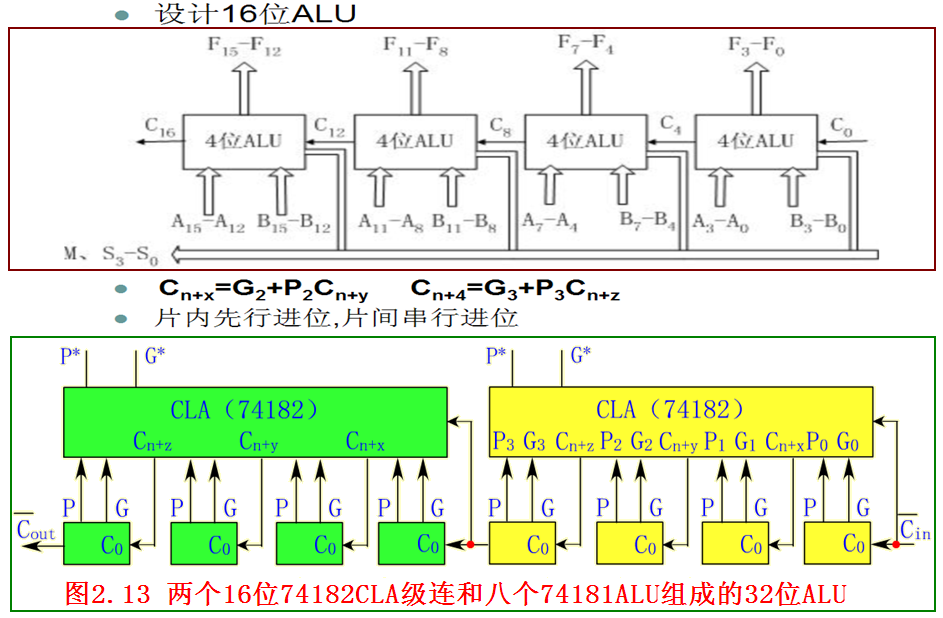 ● 设计16位ALU
F15-F12 F11-F8 F7-F4 F3-F0
C16 4位ALU C12 4位ALU C8 4位ALU C4 4位ALU C0
A15-A12 B15-B12 A11-A8 B11-B8 A7-A4 B7-B4 A3-A0 B3-B0
M、S3-S0
● Cn+x=G2+P2Cn+y Cn+4=G3+P3Cn+z
● 片内先行进位,片间串行进位
P* G* P* G*
CLA（74182） CLA（74182）
Cn+z Cn+y Cn+x P3 G3 Cn+z P2 G2 Cn+y P1 G1 Cn+x P0 G0
P G P G P G P G P G P G P G P G
C̅out C0 C0 C0 C0 C0 C0 C0 C0 C̅in
图2.13 两个16位74182CLA级连和八个74181ALU组成的32位ALU